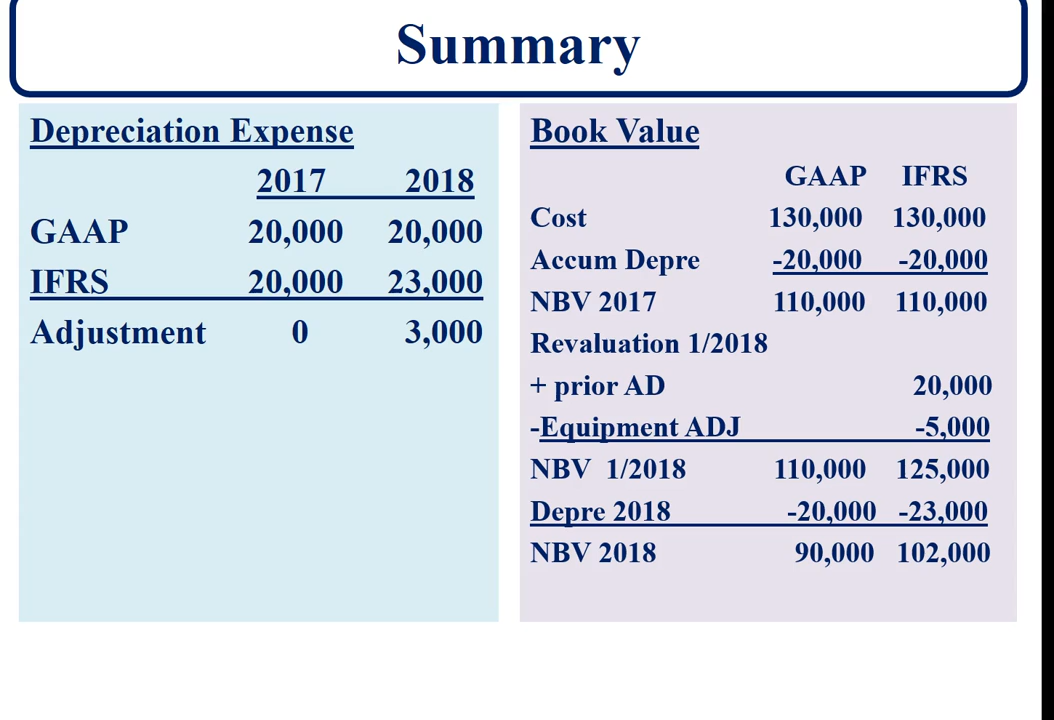 Summary
Depreciation Expense
2017 2018
GAAP 20,000 20,000
IFRS 20,000 23,000
Adjustment 0 3,000
Book Value
GAAP IFRS
Cost 130,000 130,000
Accum Depre -20,000 -20,000
NBV 2017 110,000 110,000
Revaluation 1/2018
+ prior AD 20,000
-Equipment ADJ -5,000
NBV 1/2018 110,000 125,000
Depre 2018 -20,000 -23,000
NBV 2018 90,000 102,000